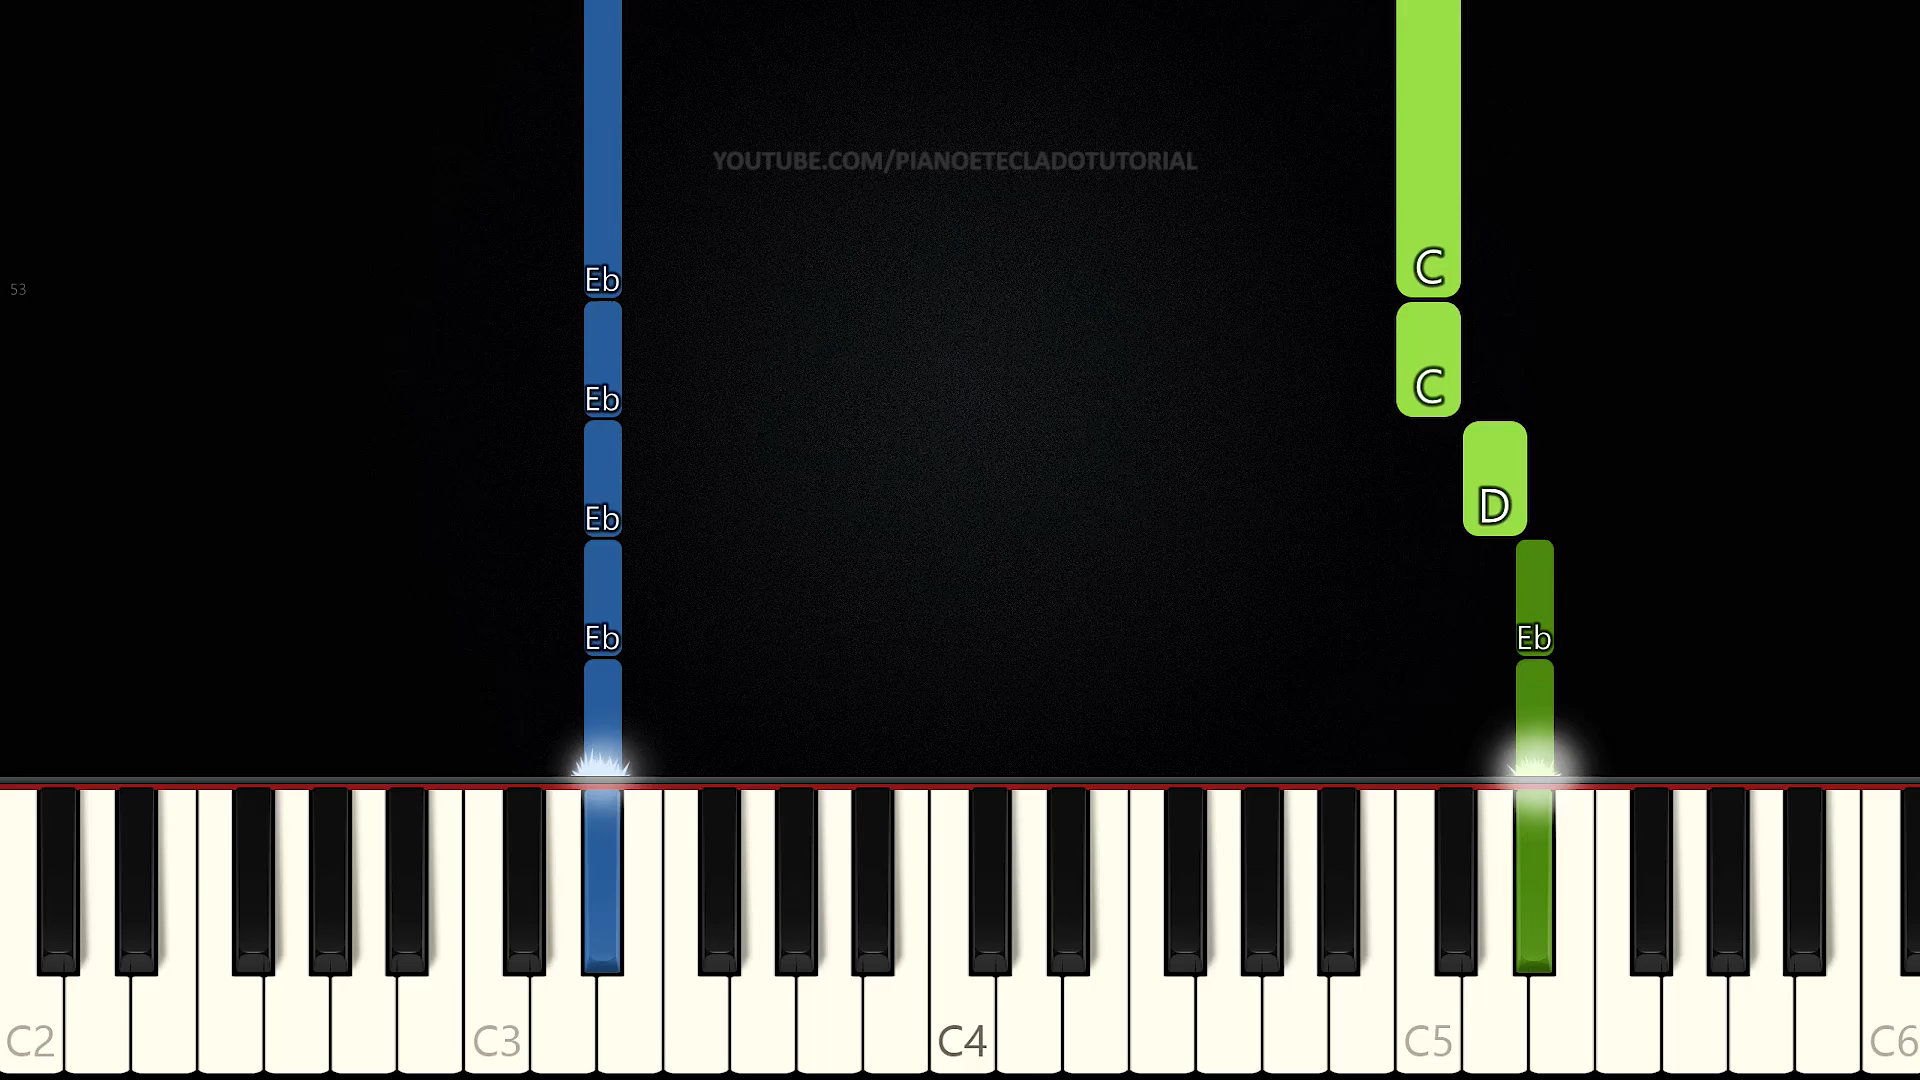 YOUTUBE.COM/PIANOETECLADOTUTORIAL
Eb C
53
Eb C
Eb D
Eb Eb
C2 C3 C4 C5 C6